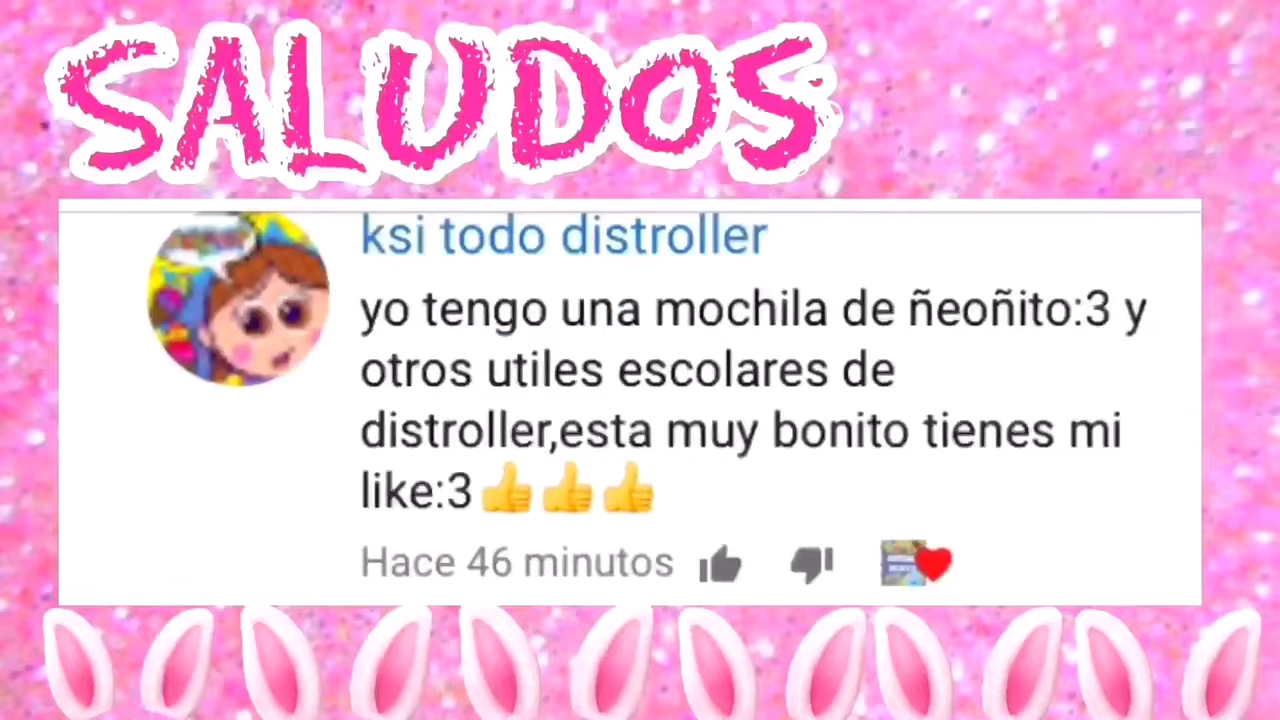 SALUDOS
ksi todo distroller
yo tengo una mochila de ñeoñito:3 y
otros utiles escolares de
distroller,esta muy bonito tienes mi
like:3👍👍👍
Hace 46 minutos